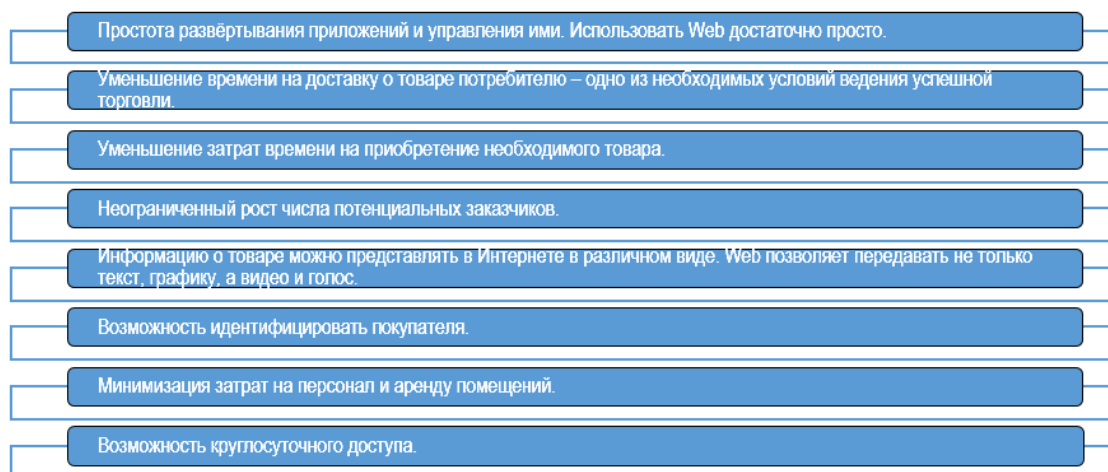 Простота развёртывания приложений и управления ими. Использовать Web достаточно просто.
Уменьшение времени на доставку о товаре потребителю – одно из необходимых условий ведения успешной
торговли.
Уменьшение затрат времени на приобретение необходимого товара.
Неограниченный рост числа потенциальных заказчиков.
Информацию о товаре можно представлять в Интернете в различном виде. Web позволяет передавать не только
текст, графику, а видео и голос.
Возможность идентифицировать покупателя.
Минимизация затрат на персонал и аренду помещений.
Возможность круглосуточного доступа.